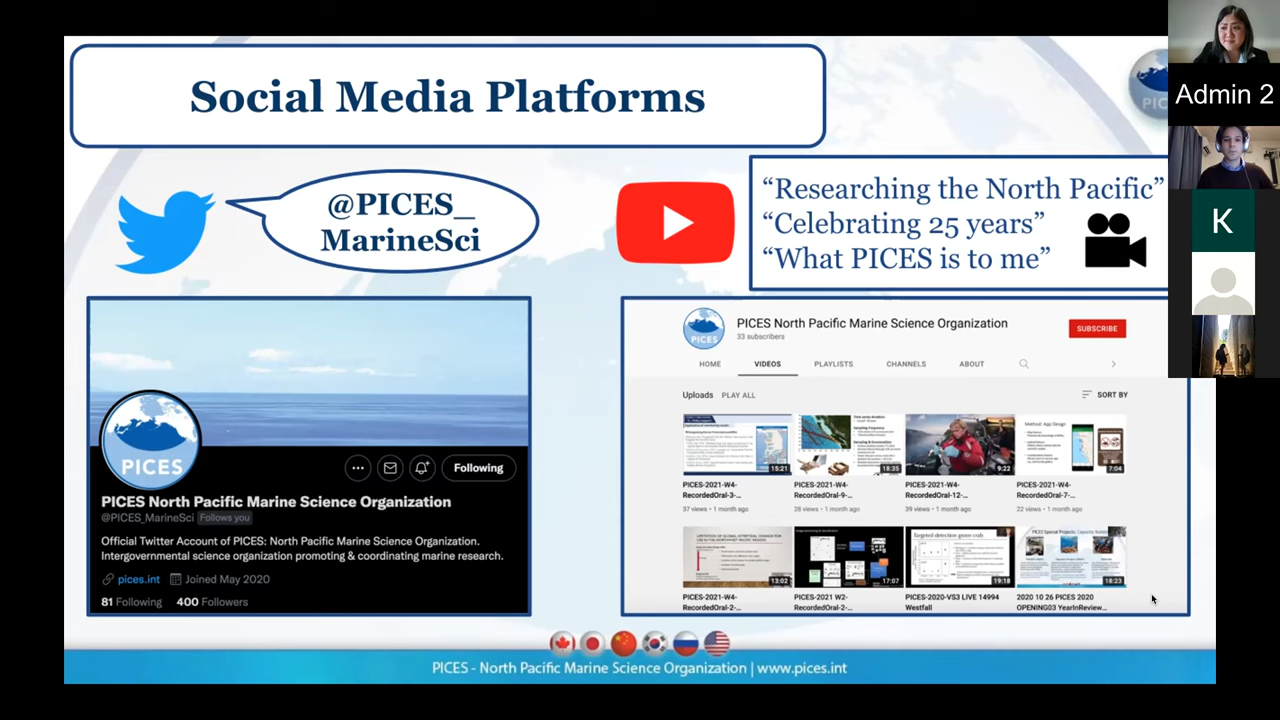 Social Media Platforms
PICES
Admin 2
@PICES_
MarineSci
“Researching the North Pacific”
“Celebrating 25 years”
“What PICES is to me”
K
PICES
Following
PICES North Pacific Marine Science Organization
@PICES_MarineSci Follows you
Official Twitter Account of PICES: North Pacific Marine Science Organization.
Intergovernmental science organization promoting & coordinating marine research.
pices.int Joined May 2020
81 Following 400 Followers
PICES
PICES North Pacific Marine Science Organization
33 subscribers
SUBSCRIBE
HOME VIDEOS PLAYLISTS CHANNELS ABOUT
Uploads PLAY ALL SORT BY
15:21 18:35 9:22 7:04
Method: App Design
PICES-2021-W4- PICES-2021-W4- PICES-2021-W4- PICES-2021-W4-
RecordedOral-3-... RecordedOral-9-... RecordedOral-12-... RecordedOral-7-...
37 views • 1 month ago 28 views • 1 month ago 39 views • 1 month ago 22 views • 1 month ago
Targeted detection green crab
13:02 17:07 19:18 18:23
PICES-2021-W4- PICES-2021 W2- PICES-2020-VS3 LIVE 14994 2020 10 26 PICES 2020
RecordedOral-2-... RecordedOral-2-... Westfall OPENING03 YearInReview...
PICES - North Pacific Marine Science Organization | www.pices.int